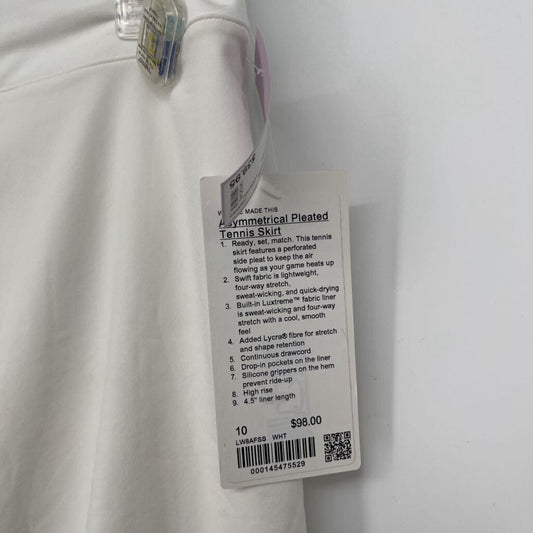 MADE THIS
Asymmetrical Pleated
Tennis Skirt
1. Ready, set, match. This tennis
skirt features a perforated
side pleat to keep the air
flowing as your game heats up
2. Swift fabric is lightweight,
four-way stretch,
sweat-wicking, and quick-drying
3. Built-in Luxtreme™ fabric liner
is sweat-wicking and four-way
stretch with a cool, smooth
feel
4. Added Lycra® fibre for stretch
and shape retention
5. Continuous drawcord
6. Drop-in pockets on the liner
7. Silicone grippers on the hem
prevent ride-up
8. High rise
9. 4.5" liner length
10 $98.00
LW8AFSS WHT
000145475529